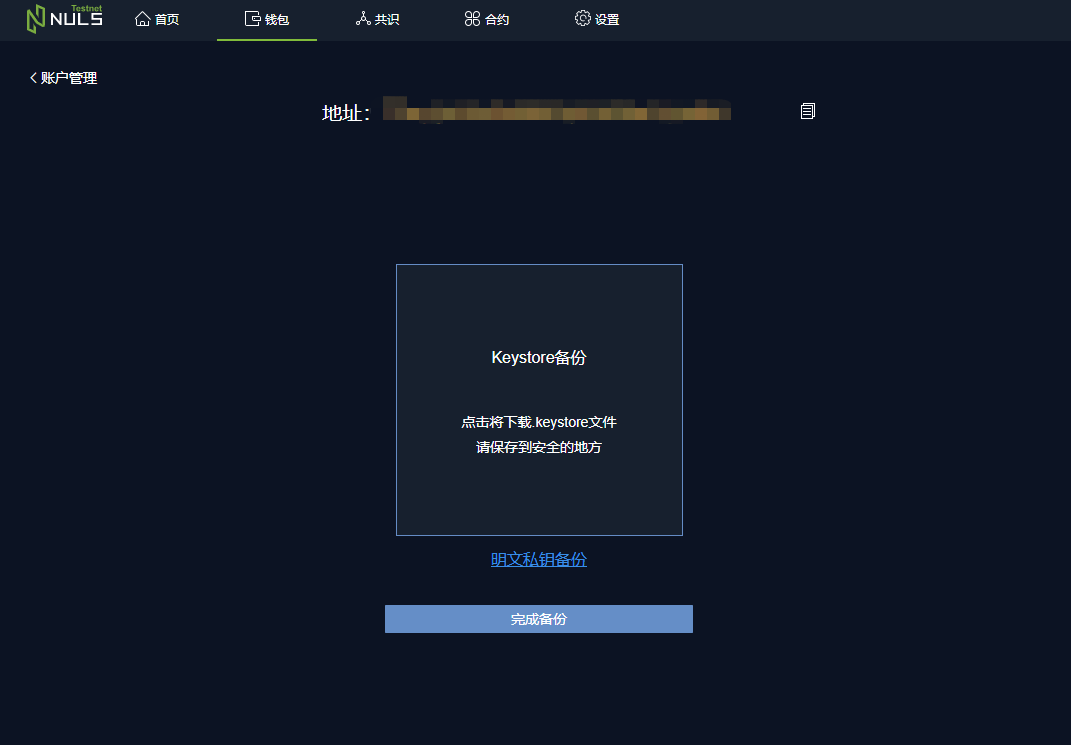 Testnet
NULS 首页 钱包 共识 合约 设置
账户管理
地址：
Keystore备份
点击将下载.keystore文件
请保存到安全的地方
明文私钥备份
完成备份